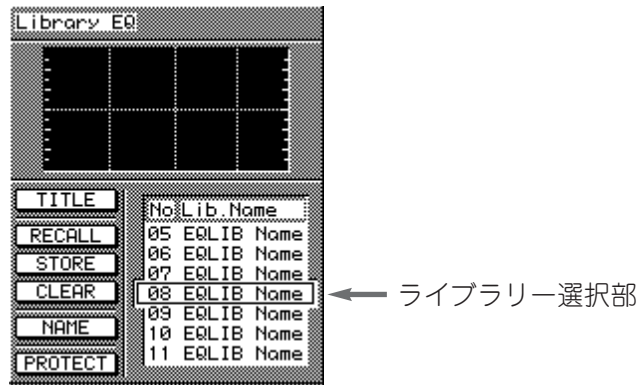 Library EQ
TITLE
RECALL
STORE
CLEAR
NAME
PROTECT
No Lib.Name
05 EQLIB Name
06 EQLIB Name
07 EQLIB Name
08 EQLIB Name
09 EQLIB Name
10 EQLIB Name
11 EQLIB Name
ライブラリー選択部